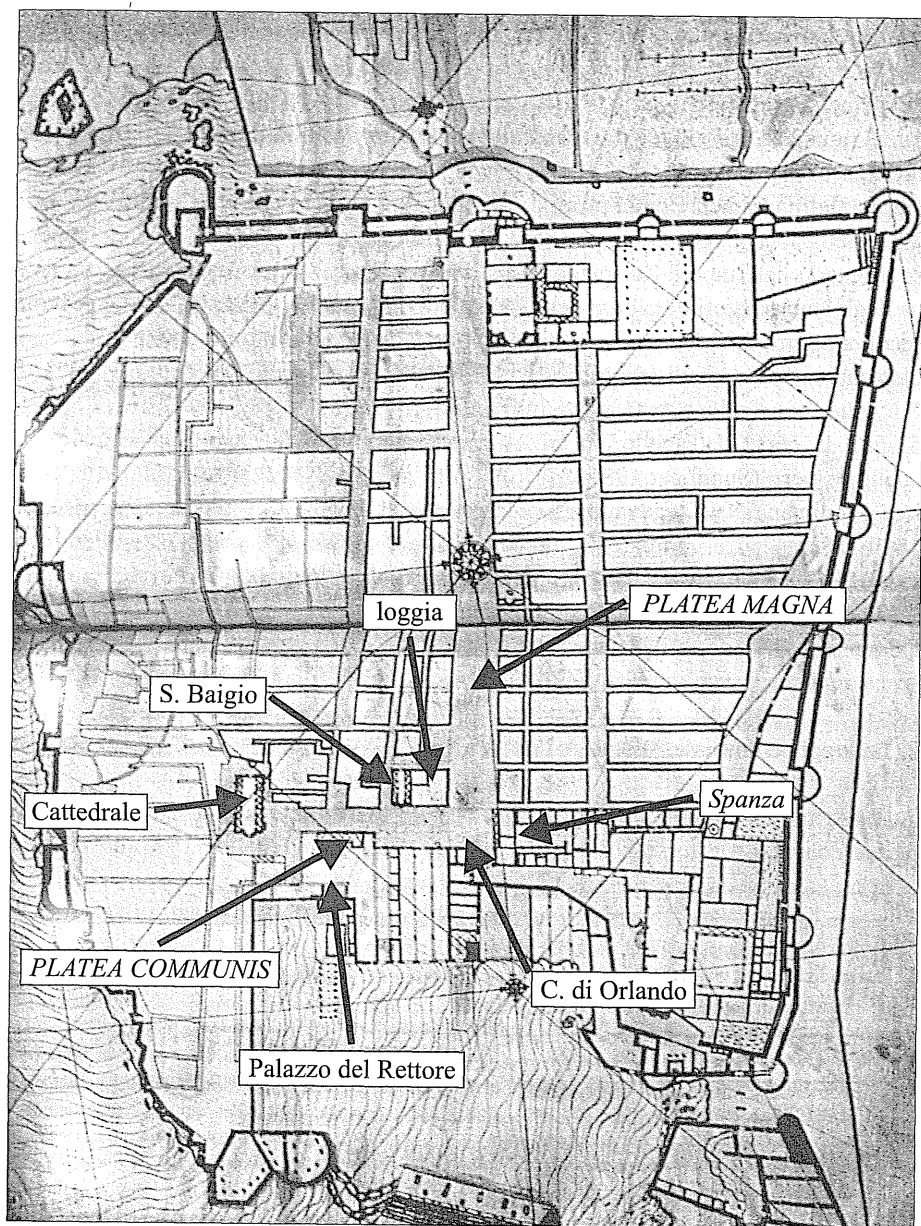 loggia
PLATEA MAGNA
S. Baigio
Cattedrale
Spanza
PLATEA COMMUNIS
C. di Orlando
Palazzo del Rettore